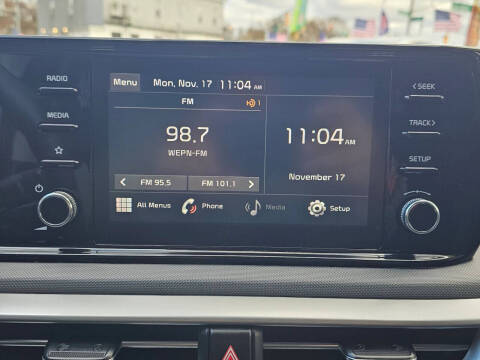 RADIO
MEDIA
Menu
Mon, Nov. 17 11:04 AM
FM
1
98.7
WEPN-FM
< FM 95.5 FM 101.1 >
11:04 AM
November 17
All Menus Phone Media Setup
< SEEK
TRACK >
SETUP